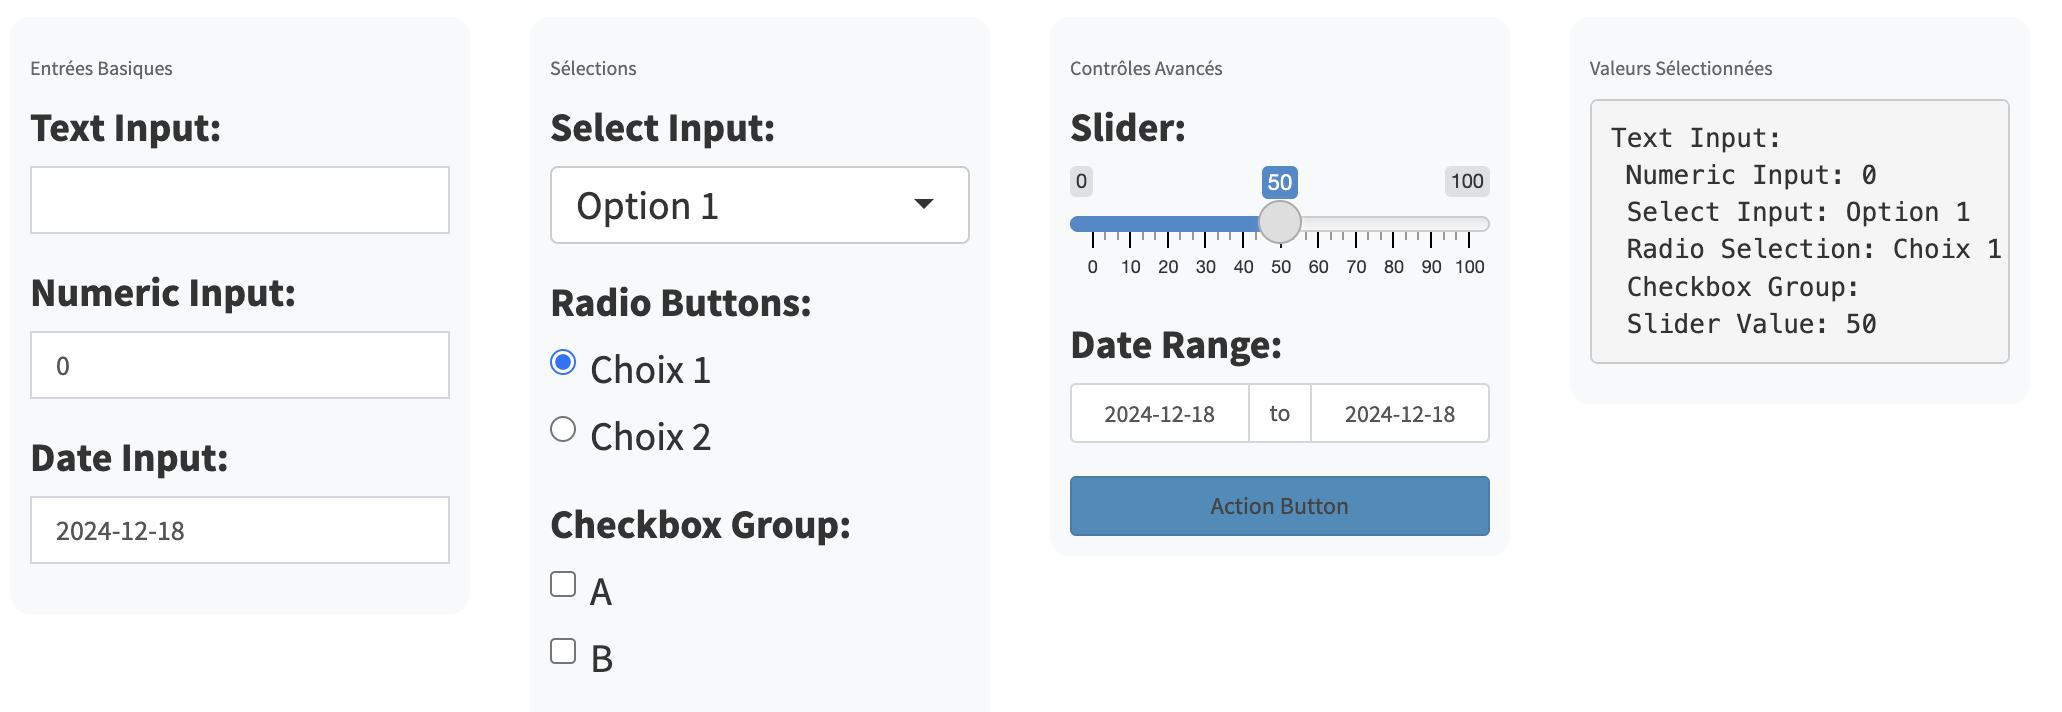 Entrées Basiques
Text Input:
Numeric Input:
0
Date Input:
2024-12-18
Sélections
Select Input:
Option 1
Radio Buttons:
Choix 1
Choix 2
Checkbox Group:
A
B
Contrôles Avancés
Slider:
0 50 100
0 10 20 30 40 50 60 70 80 90 100
Date Range:
2024-12-18 to 2024-12-18
Action Button
Valeurs Sélectionnées
Text Input:
Numeric Input: 0
Select Input: Option 1
Radio Selection: Choix 1
Checkbox Group:
Slider Value: 50